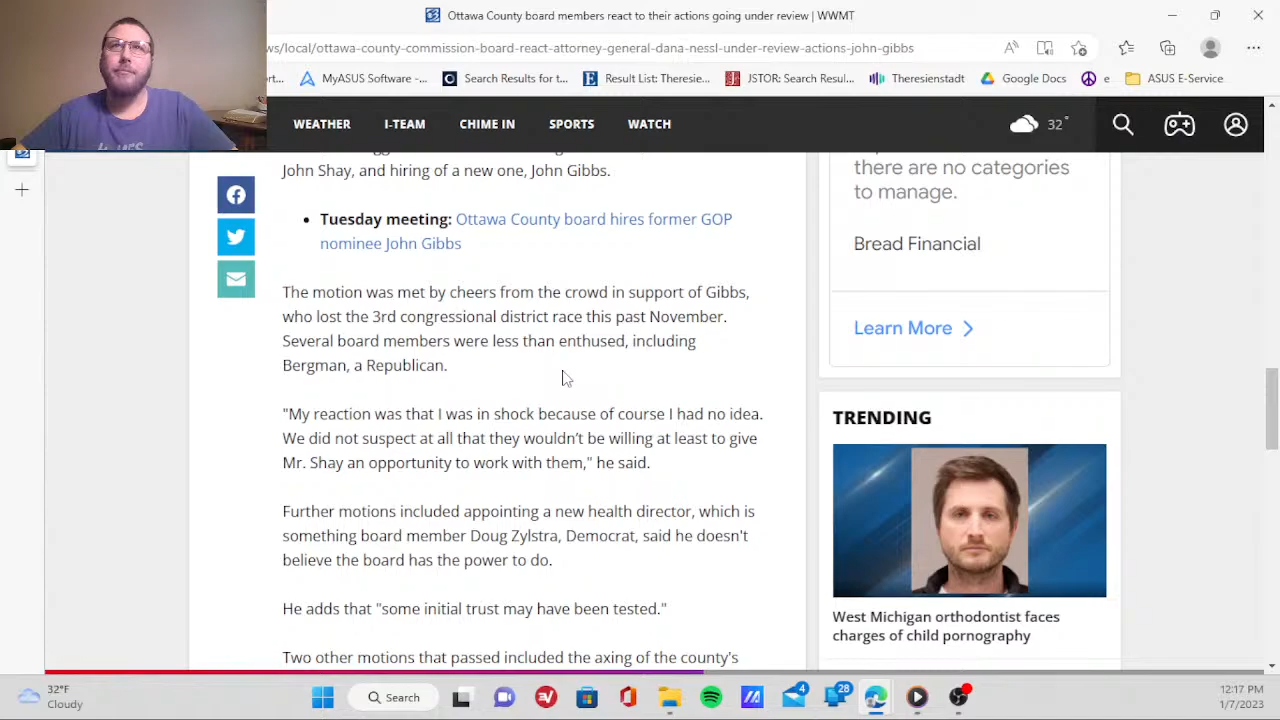 Ottawa County board members react to their actions going under review | WWMT
ws/local/ottawa-county-commission-board-react-attorney-general-dana-nessl-under-review-actions-john-gibbs
rt... MyASUS Software -... Search Results for t... Result List: Theresie... JSTOR: Search Resul... Theresienstadt Google Docs e ASUS E-Service
WEATHER I-TEAM CHIME IN SPORTS WATCH 32°
John Shay, and hiring of a new one, John Gibbs.
• Tuesday meeting: Ottawa County board hires former GOP
nominee John Gibbs
The motion was met by cheers from the crowd in support of Gibbs,
who lost the 3rd congressional district race this past November.
Several board members were less than enthused, including
Bergman, a Republican.
"My reaction was that I was in shock because of course I had no idea.
We did not suspect at all that they wouldn't be willing at least to give
Mr. Shay an opportunity to work with them," he said.
Further motions included appointing a new health director, which is
something board member Doug Zylstra, Democrat, said he doesn't
believe the board has the power to do.
He adds that "some initial trust may have been tested."
Two other motions that passed included the axing of the county's
there are no categories
to manage.
Bread Financial
Learn More
TRENDING
West Michigan orthodontist faces
charges of child pornography
32°F
Cloudy
Search
4
28
12:17 PM
1/7/2023